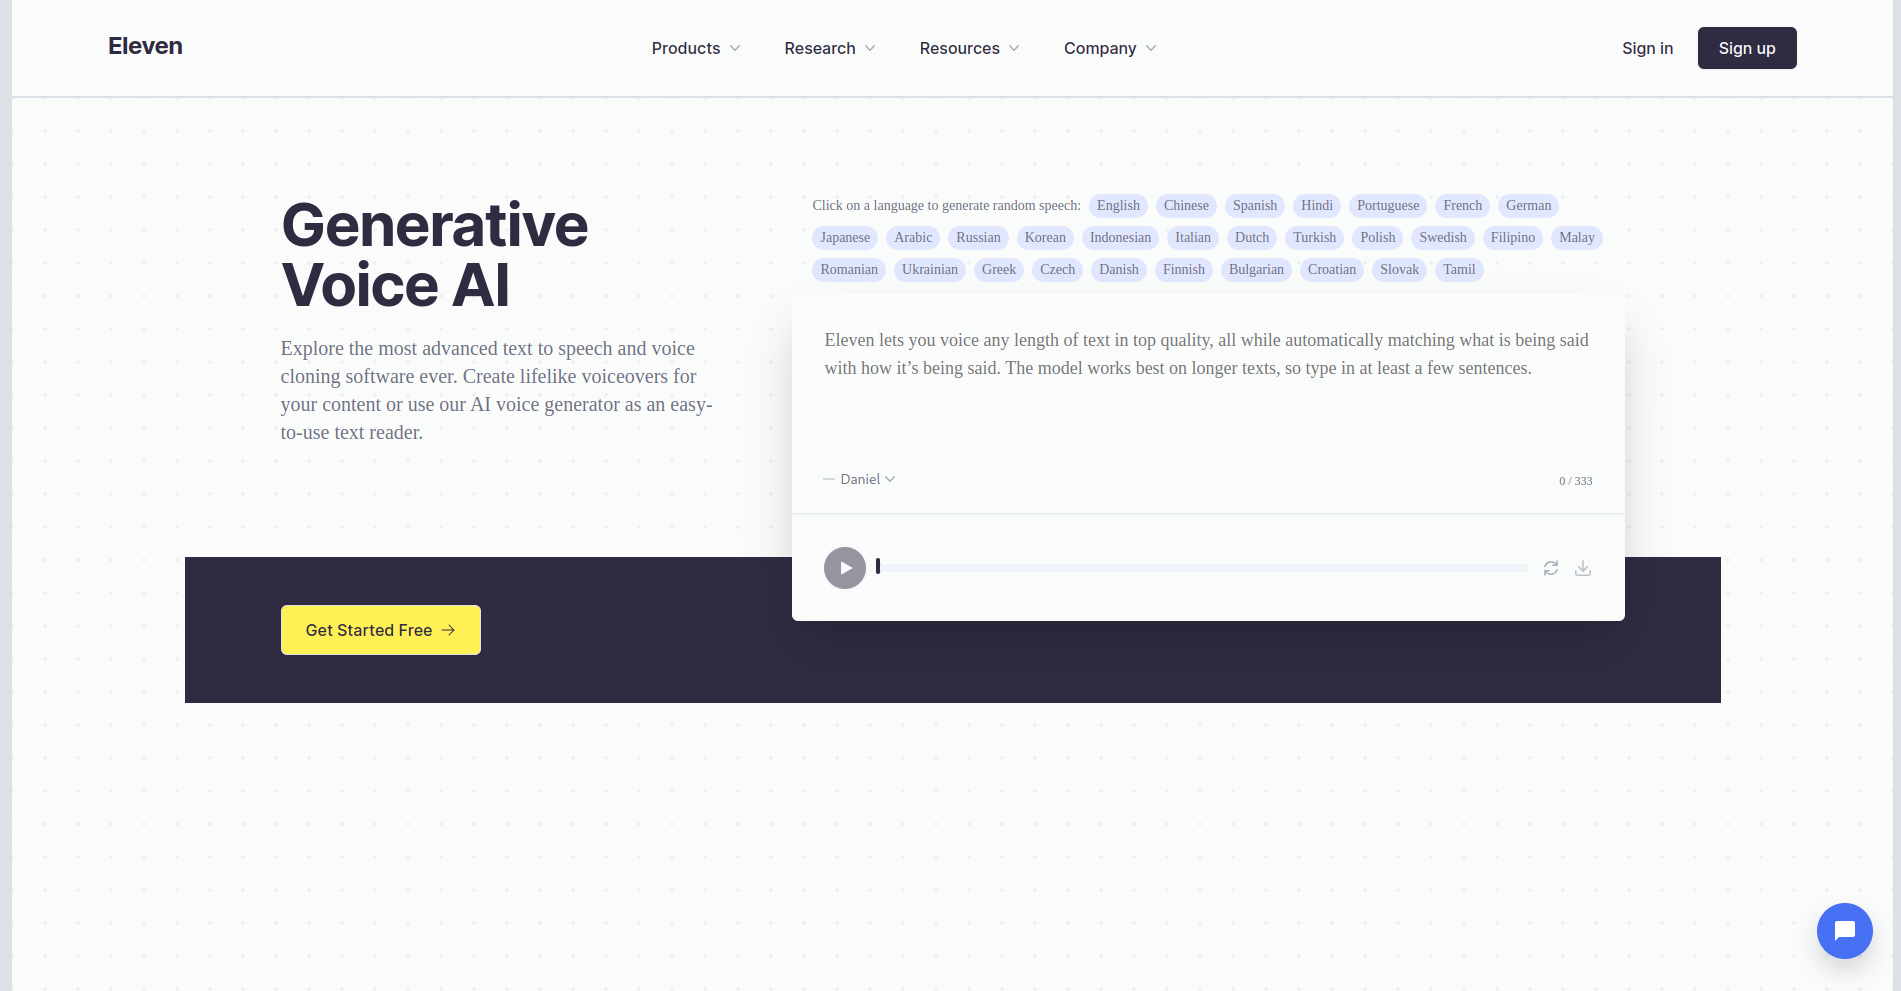 Eleven
Products
Research
Resources
Company
Sign in
Sign up
Generative
Voice AI
Explore the most advanced text to speech and voice
cloning software ever. Create lifelike voiceovers for
your content or use our AI voice generator as an easy-
to-use text reader.
Click on a language to generate random speech: English Chinese Spanish Hindi Portuguese French German
Japanese Arabic Russian Korean Indonesian Italian Dutch Turkish Polish Swedish Filipino Malay
Romanian Ukrainian Greek Czech Danish Finnish Bulgarian Croatian Slovak Tamil
Eleven lets you voice any length of text in top quality, all while automatically matching what is being said
with how it’s being said. The model works best on longer texts, so type in at least a few sentences.
— Daniel
0 / 333
Get Started Free →